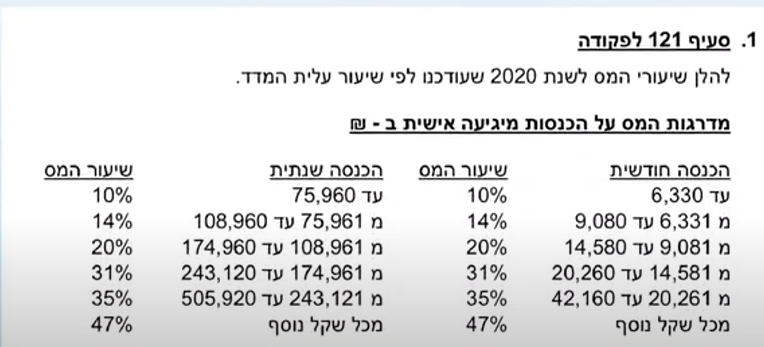 1. סעיף 121 לפקודה
להלן שיעורי המס לשנת 2020 שעודכנו לפי שיעור עלית המדד.
מדרגות המס על הכנסות מיגיעה אישית ב - ₪
הכנסה חודשית שיעור המס הכנסה שנתית שיעור המס
עד 6,330 10% עד 75,960 10%
מ 6,331 עד 9,080 14% מ 75,961 עד 108,960 14%
מ 9,081 עד 14,580 20% מ 108,961 עד 174,960 20%
מ 14,581 עד 20,260 31% מ 174,961 עד 243,120 31%
מ 20,261 עד 42,160 35% מ 243,121 עד 505,920 35%
מכל שקל נוסף 47% מכל שקל נוסף 47%